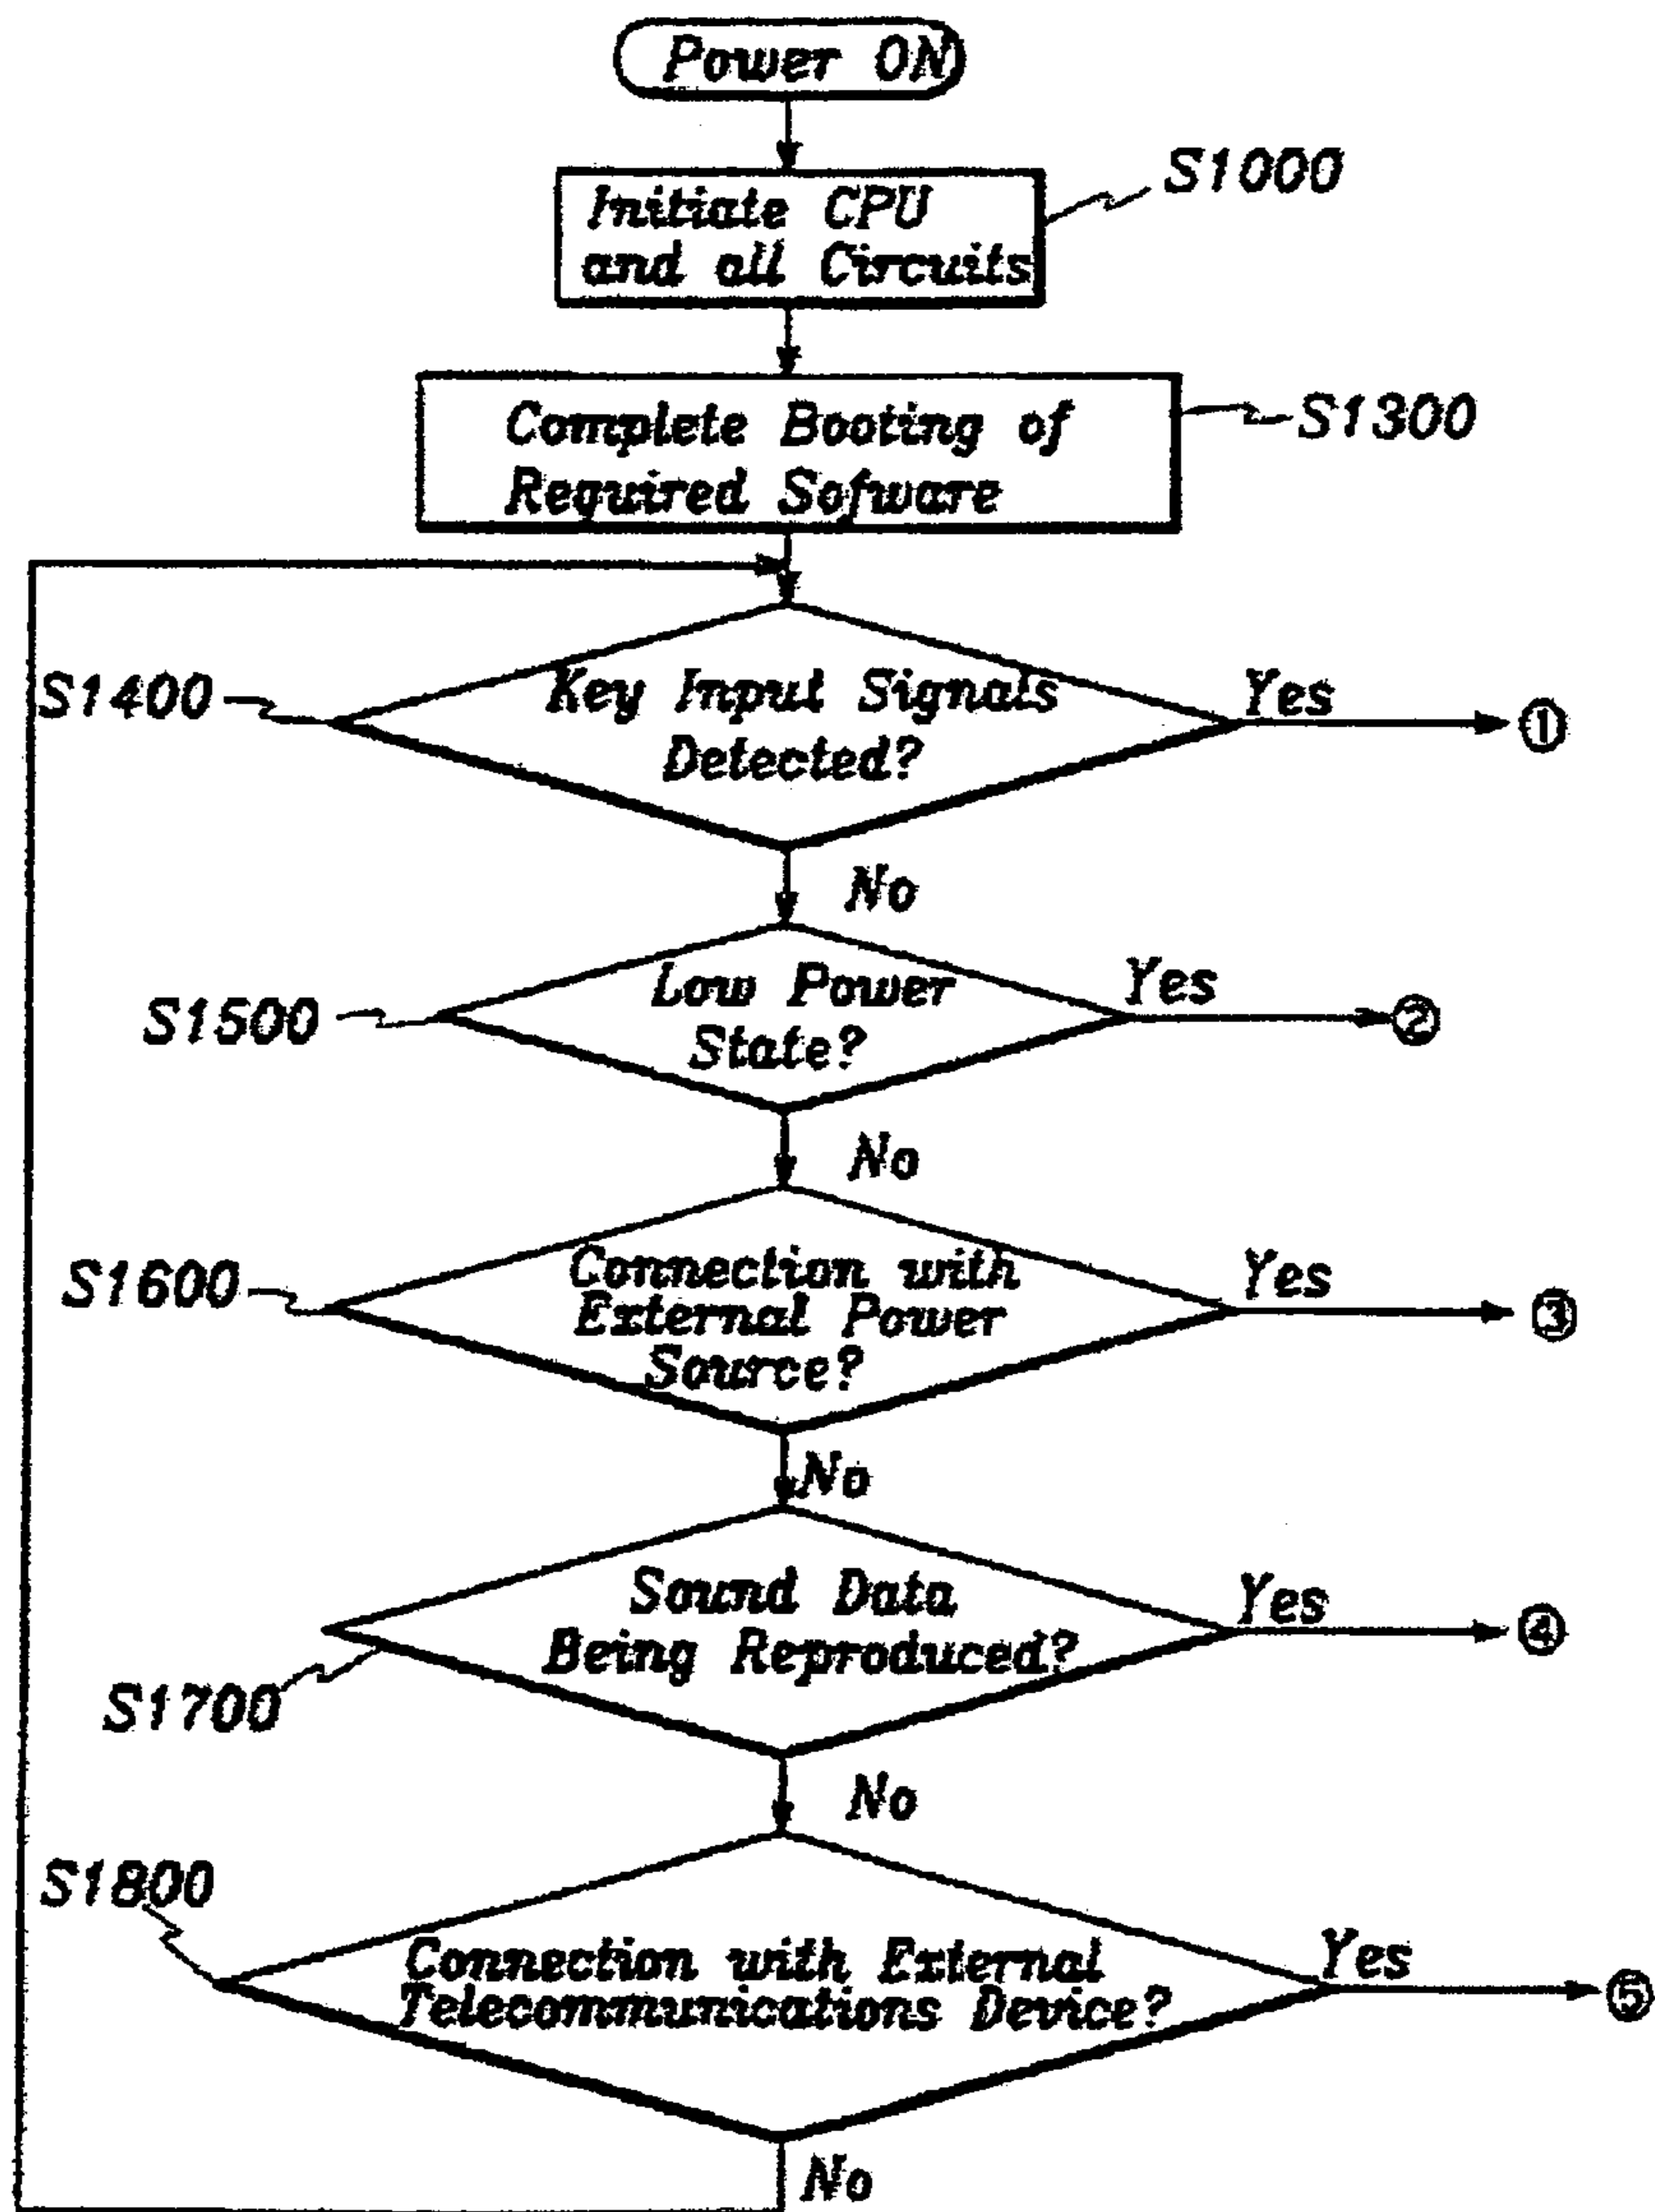 Power ON
S1000
Initiate CPU
and all Circuits
S1300
Complete Booting of
Required Sofware
S1400
Key Input Signals
Detected?
Yes
①
No
S1500
Low Power
State?
Yes
②
No
S1600
Connection with
External Power
Source?
Yes
③
No
S1700
Sound Data
Being Reproduced?
Yes
④
No
S1800
Connection with External
Telecommunications Device?
Yes
⑤
No